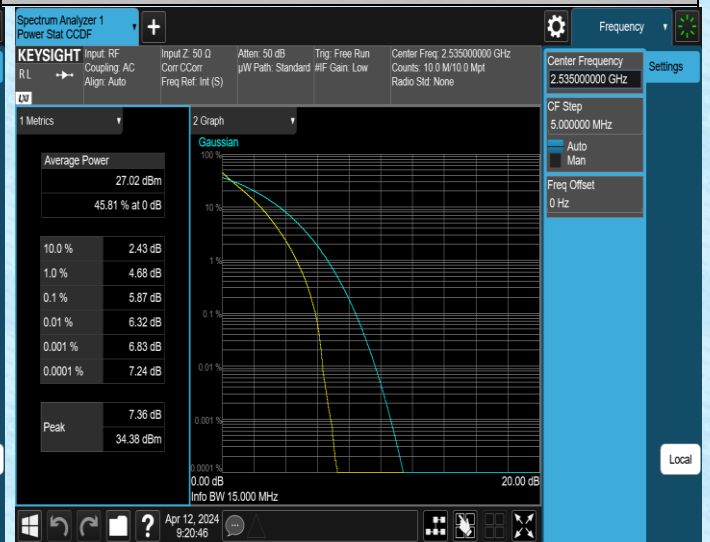 Spectrum Analyzer 1
Power Stat CCDF
+
Frequency
KEYSIGHT
RL
LXI
Input: RF
Coupling: AC
Align: Auto
Input Z: 50 Ω
Corr CCorr
Freq Ref: Int (S)
Atten: 50 dB
µW Path: Standard
Trig: Free Run
#IF Gain: Low
Center Freq: 2.535000000 GHz
Counts: 10.0 M/10.0 Mpt
Radio Std: None
Center Frequency
2.535000000 GHz
Settings
CF Step
5.000000 MHz
Auto
Man
Freq Offset
0 Hz
1 Metrics
Average Power
27.02 dBm
45.81 % at 0 dB
10.0 % 2.43 dB
1.0 % 4.68 dB
0.1 % 5.87 dB
0.01 % 6.32 dB
0.001 % 6.83 dB
0.0001 % 7.24 dB
Peak
7.36 dB
34.38 dBm
2 Graph
Gaussian
100 %
10 %
1 %
0.1 %
0.01 %
0.001 %
0.0001 %
0.00 dB 20.00 dB
Info BW 15.000 MHz
Local
?
Apr 12, 2024
9:20:46